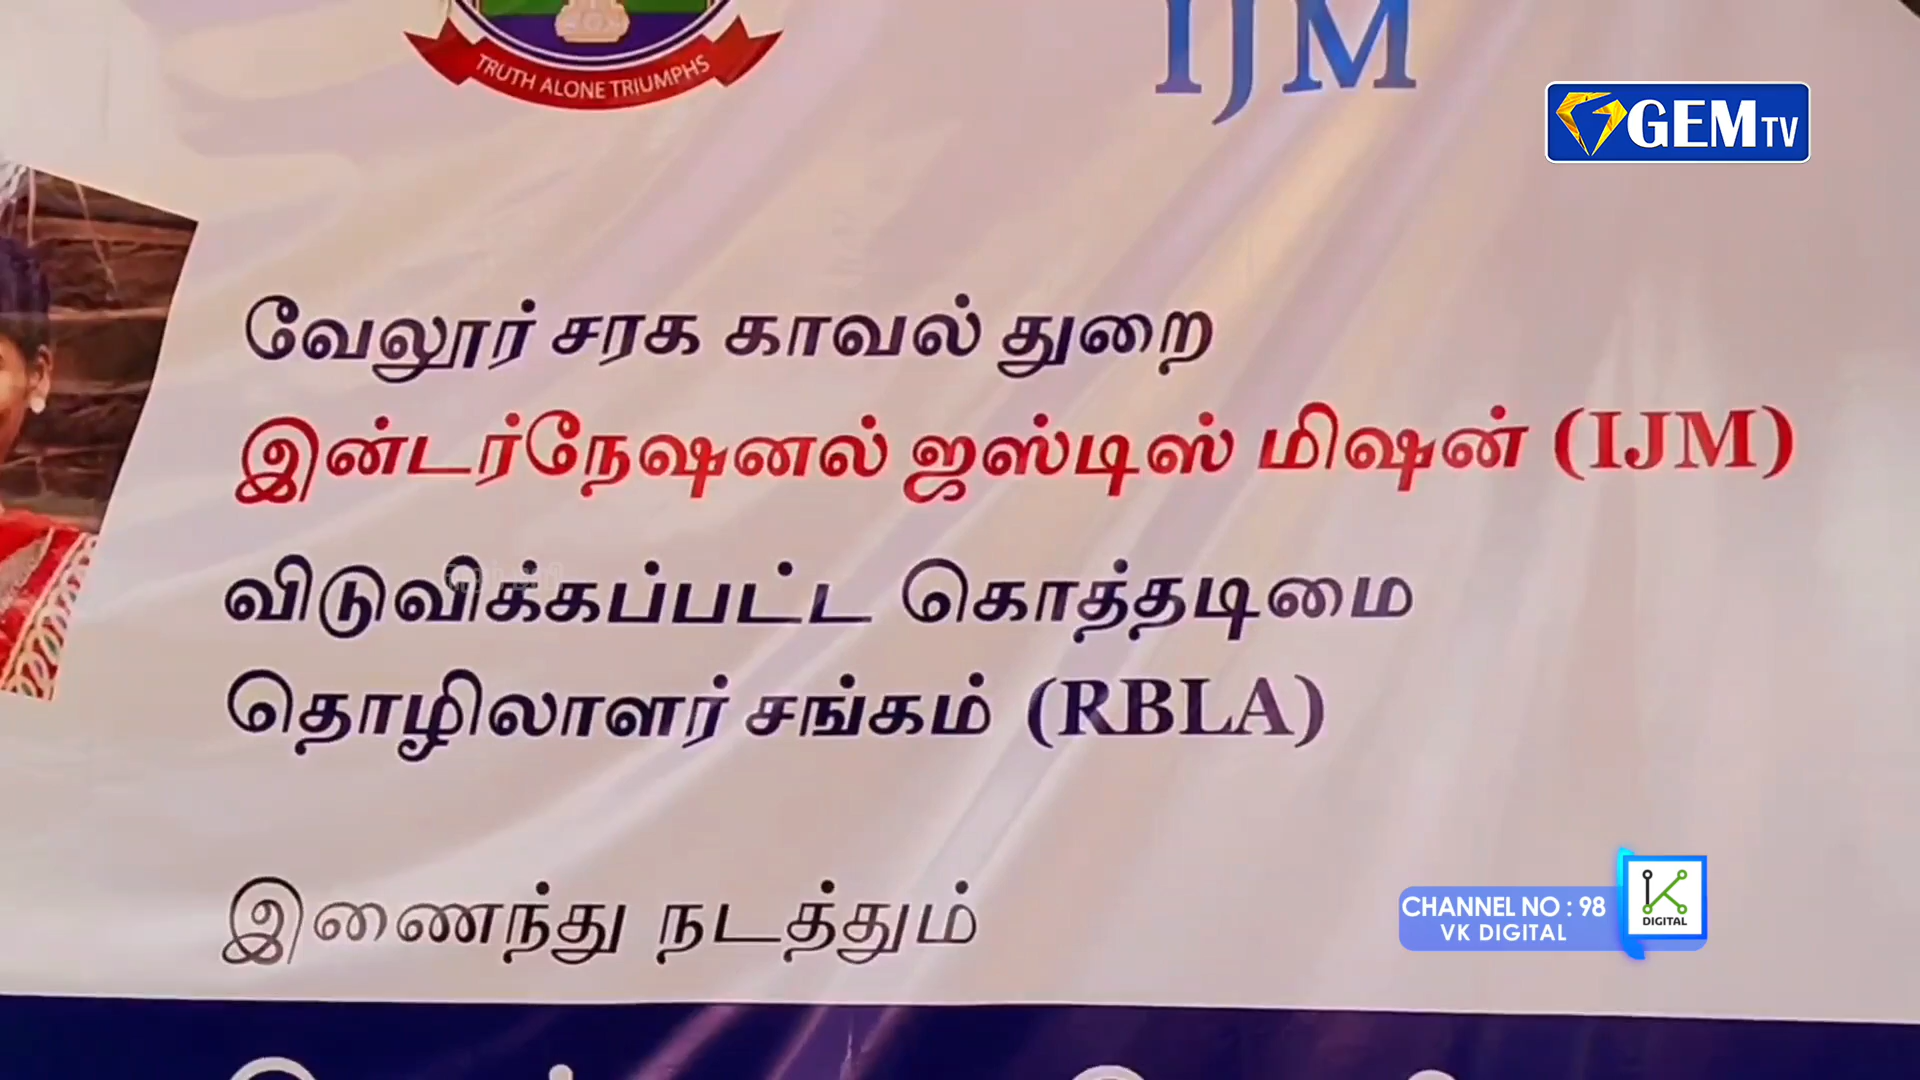 TRUTH ALONE TRIUMPHS
IJM
GEM TV
வேலூர் சரக காவல் துறை
இன்டர்நேஷனல் ஜஸ்டிஸ் மிஷன் (IJM)
விடுவிக்கப்பட்ட கொத்தடிமை
தொழிலாளர் சங்கம் (RBLA)
இணைந்து நடத்தும்
CHANNEL NO : 98
VK DIGITAL
K DIGITAL